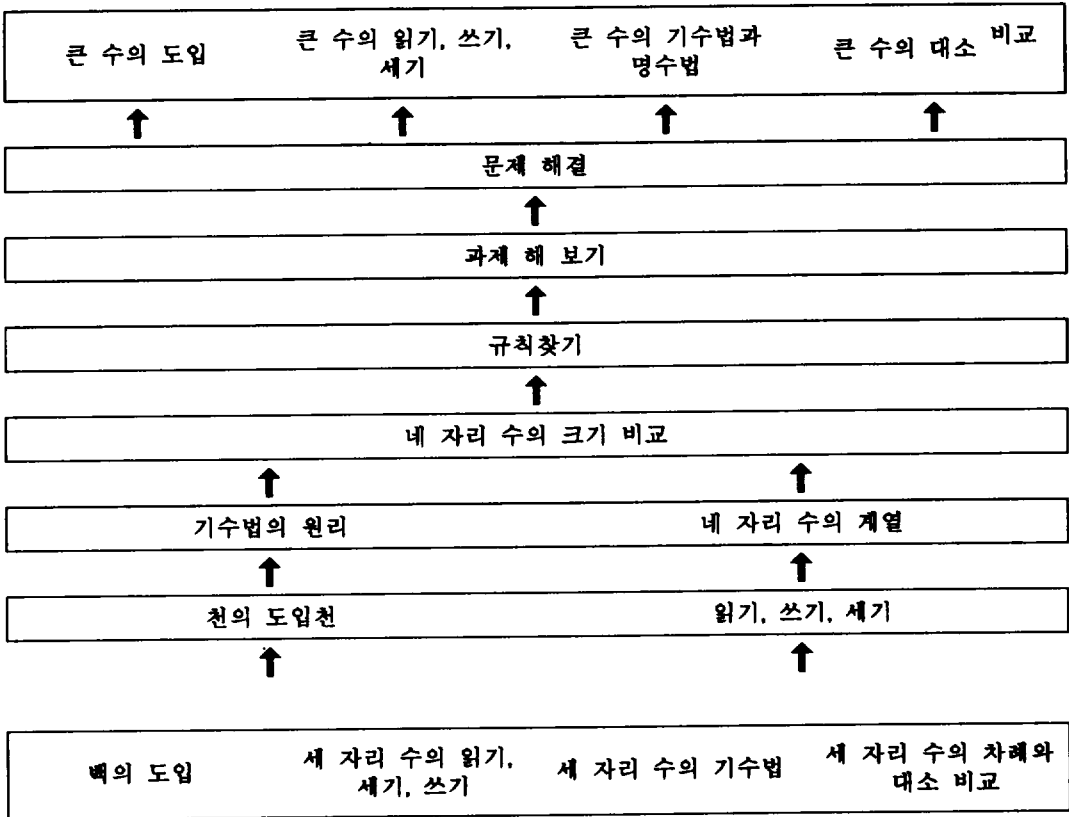 큰 수의 도입
큰 수의 읽기, 쓰기,
세기
큰 수의 기수법과
명수법
큰 수의 대소 비교
문제 해결
과제 해 보기
규칙찾기
네 자리 수의 크기 비교
기수법의 원리
네 자리 수의 계열
천의 도입천
읽기, 쓰기, 세기
백의 도입
세 자리 수의 읽기,
세기, 쓰기
세 자리 수의 기수법
세 자리 수의 차례와
대소 비교